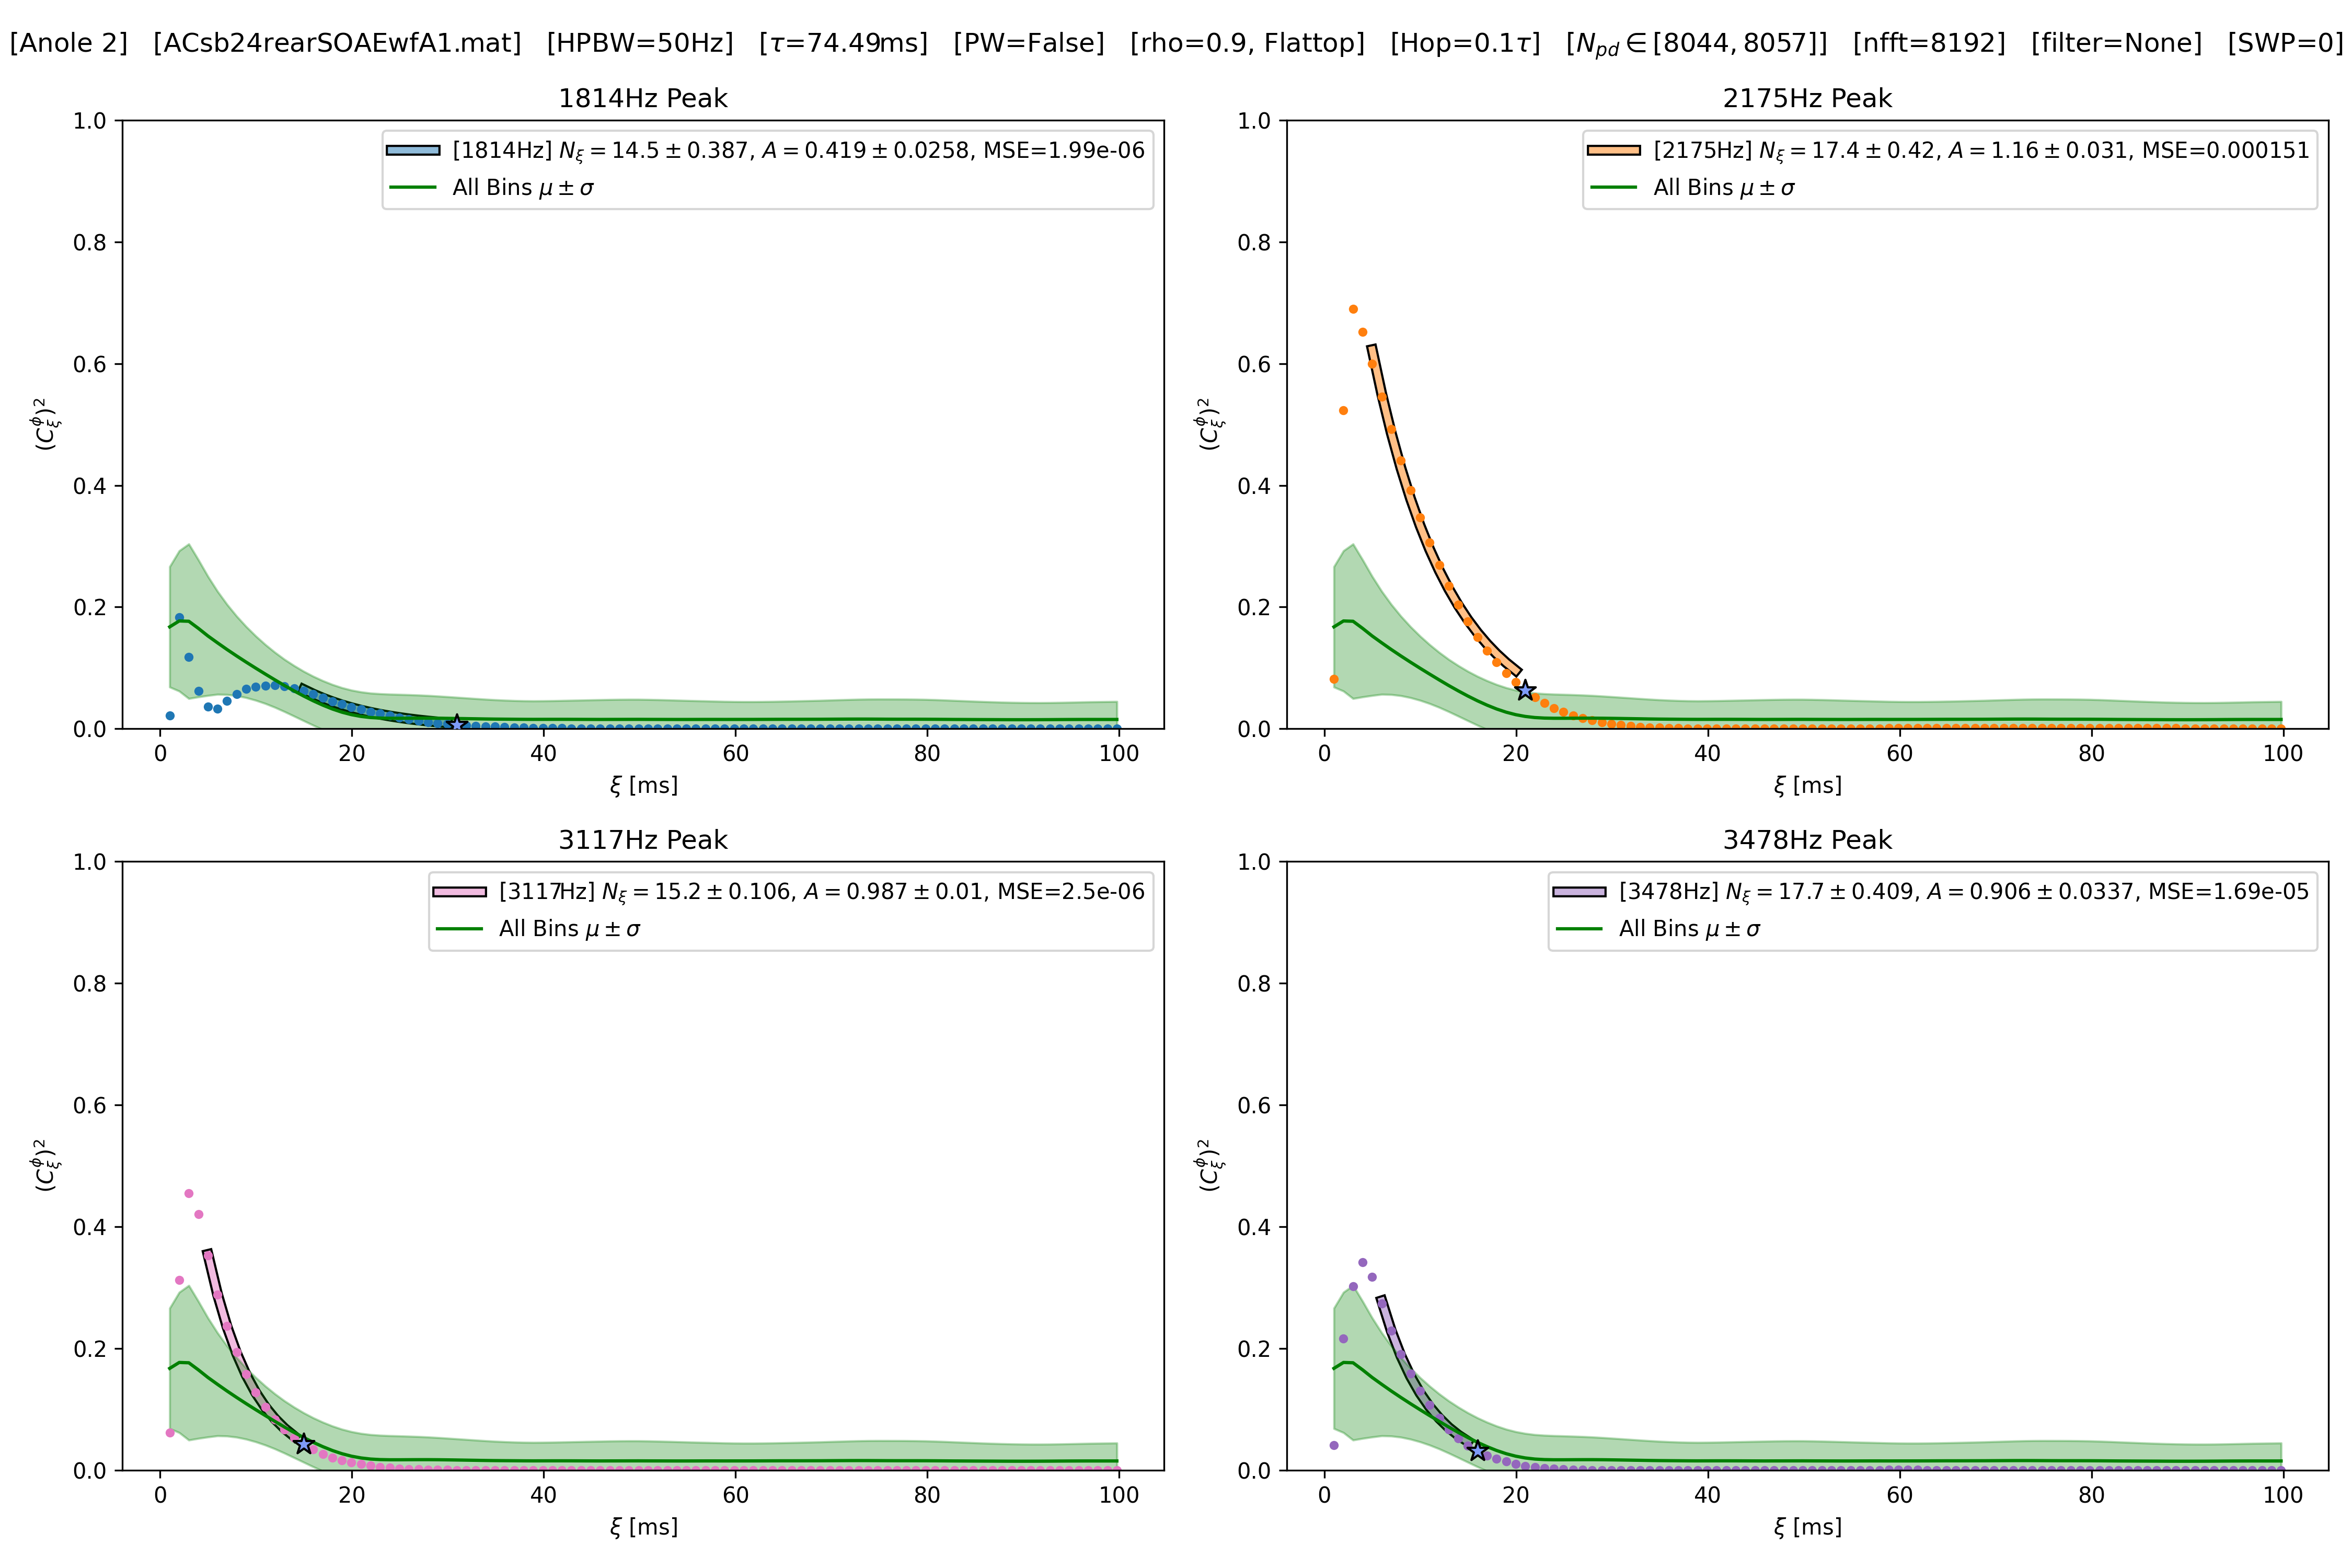 [Anole 2] [ACsb24rearSOAEwfA1.mat] [HPBW=50Hz] [τ=74.49ms] [PW=False] [rho=0.9, Flattop] [Hop=0.1τ] [N_pd ∈ [8044, 8057]] [nfft=8192] [filter=None] [SWP=0]
1814Hz Peak
[1814Hz] N_ξ = 14.5 ± 0.387, A = 0.419 ± 0.0258, MSE=1.99e-06
All Bins μ ± σ
1.0
0.8
0.6
0.4
0.2
0.0
(C_ξ^ϕ)²
0 20 40 60 80 100
ξ [ms]
2175Hz Peak
[2175Hz] N_ξ = 17.4 ± 0.42, A = 1.16 ± 0.031, MSE=0.000151
All Bins μ ± σ
1.0
0.8
0.6
0.4
0.2
0.0
(C_ξ^ϕ)²
0 20 40 60 80 100
ξ [ms]
3117Hz Peak
[3117Hz] N_ξ = 15.2 ± 0.106, A = 0.987 ± 0.01, MSE=2.5e-06
All Bins μ ± σ
1.0
0.8
0.6
0.4
0.2
0.0
(C_ξ^ϕ)²
0 20 40 60 80 100
ξ [ms]
3478Hz Peak
[3478Hz] N_ξ = 17.7 ± 0.409, A = 0.906 ± 0.0337, MSE=1.69e-05
All Bins μ ± σ
1.0
0.8
0.6
0.4
0.2
0.0
(C_ξ^ϕ)²
0 20 40 60 80 100
ξ [ms]